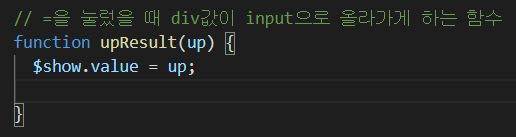 // =을 눌렀을 때 div값이 input으로 올라가게 하는 함수
function upResult(up) {
  $show.value = up;
}